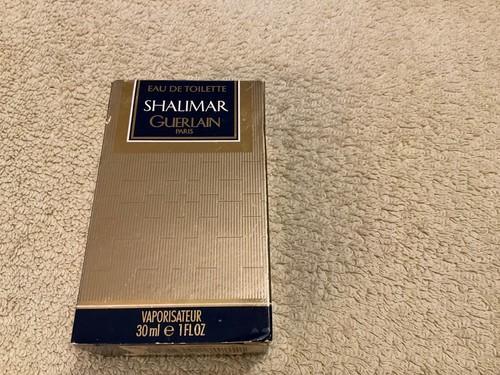 EAU DE TOILETTE
SHALIMAR
GUERLAIN
PARIS
VAPORISATEUR
30 ml e 1 FL OZ